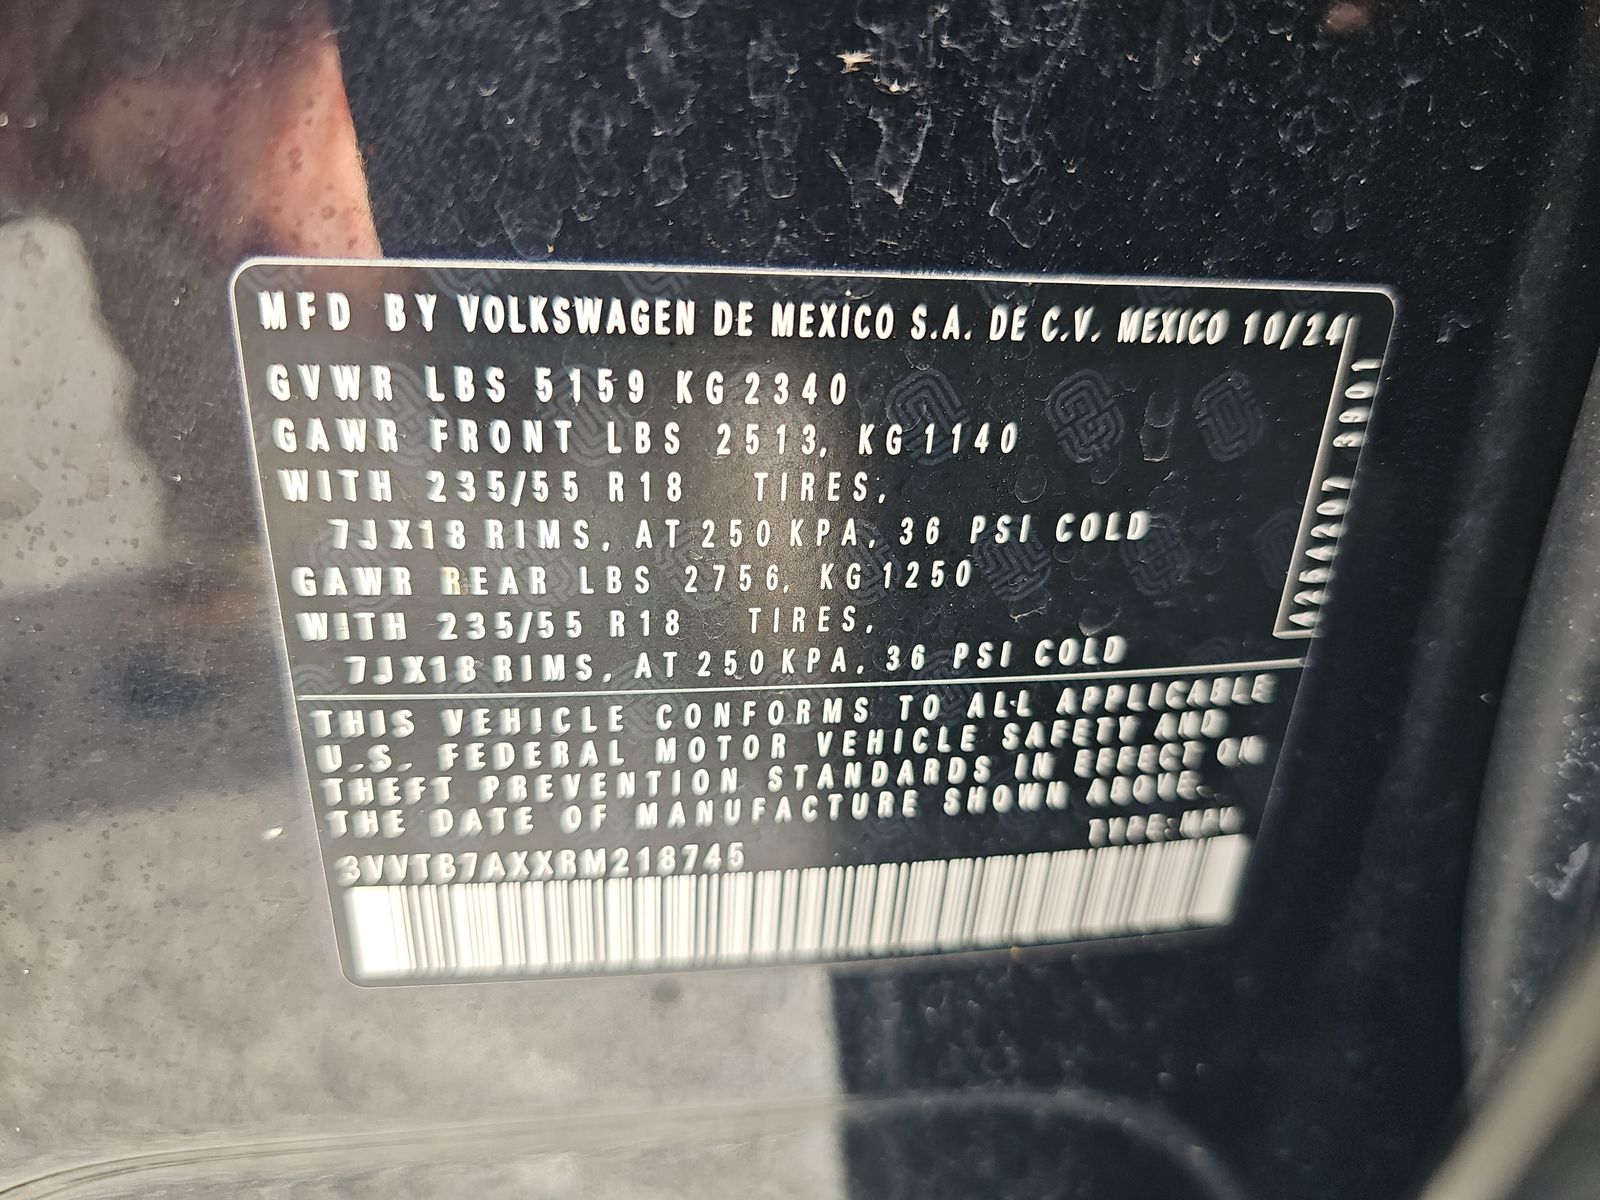 MFD BY VOLKSWAGEN DE MEXICO S.A. DE C.V. MEXICO 10/24
GVWR LBS 5159 KG 2340
GAWR FRONT LBS 2513, KG 1140
WITH 235/55 R18 TIRES,
7JX18 RIMS, AT 250 KPA, 36 PSI COLD
GAWR REAR LBS 2756, KG 1250
WITH 235/55 R18 TIRES,
7JX18 RIMS, AT 250 KPA, 36 PSI COLD
THIS VEHICLE CONFORMS TO ALL APPLICABLE
U.S. FEDERAL MOTOR VEHICLE SAFETY AND
THEFT PREVENTION STANDARDS IN EFFECT ON
THE DATE OF MANUFACTURE SHOWN ABOVE.
TYPE: MPV
3VVTB7AXXRM218745